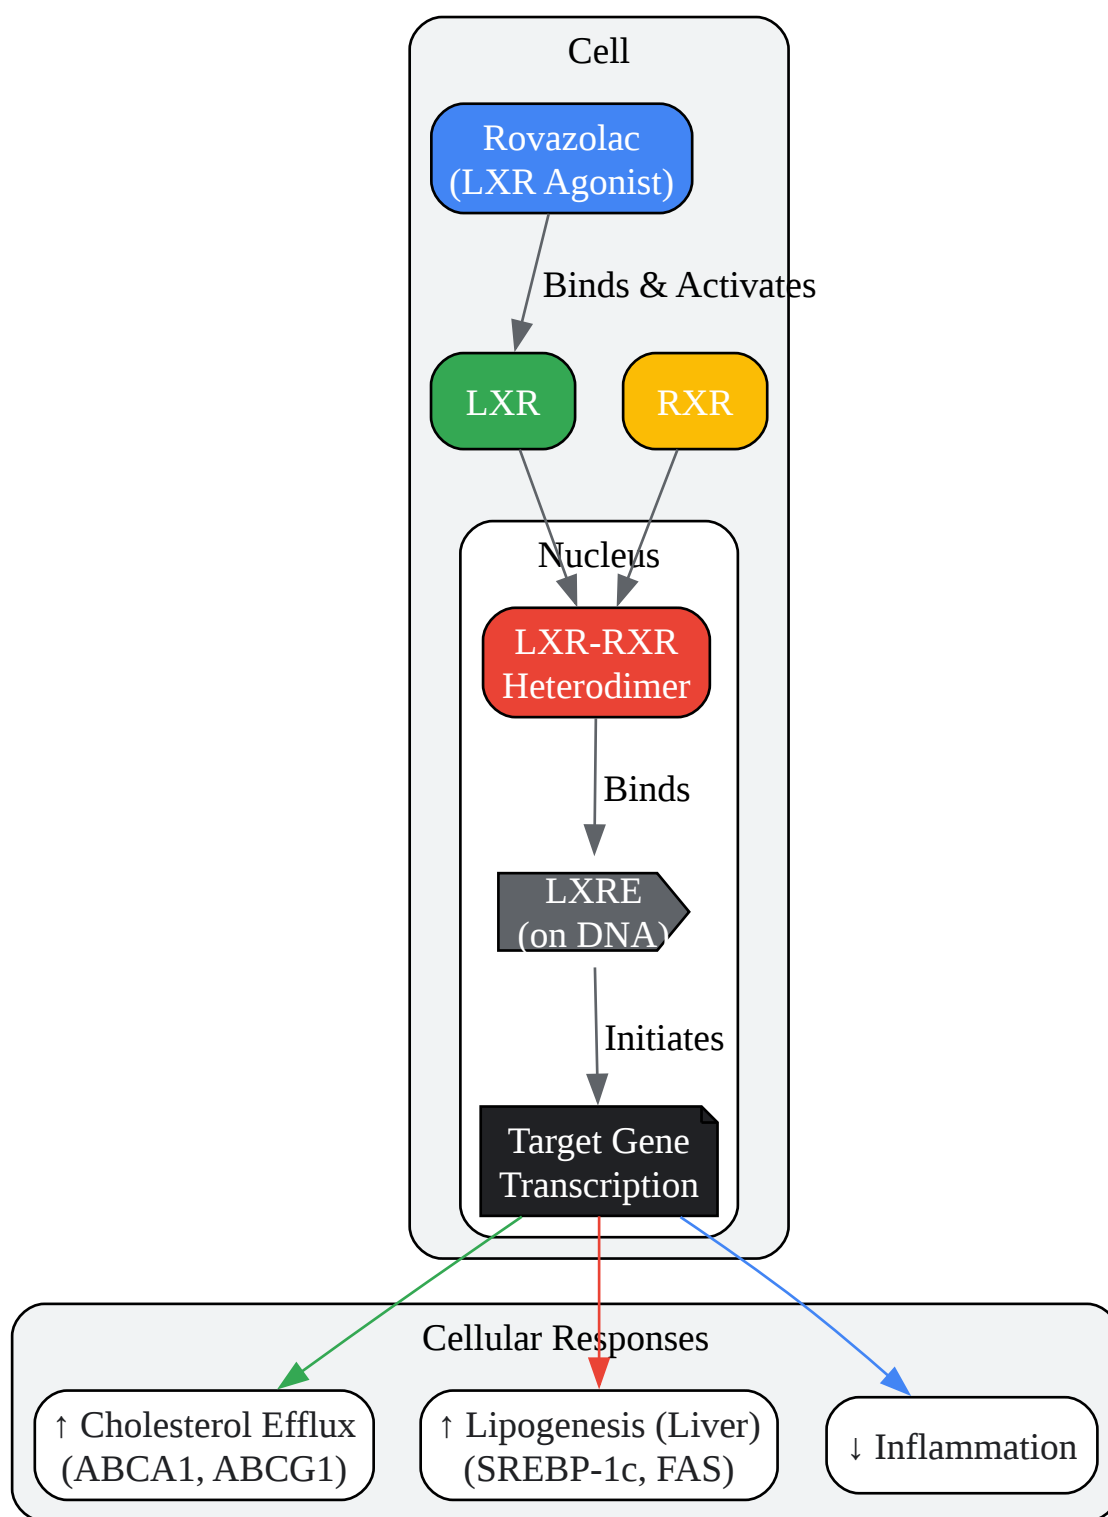 Cell
Rovazolac
(LXR Agonist)
Binds & Activates
LXR
RXR
Nucleus
LXR-RXR
Heterodimer
Binds
LXRE
(on DNA)
Initiates
Target Gene
Transcription
Cellular Responses
↑ Cholesterol Efflux
(ABCA1, ABCG1)
↑ Lipogenesis (Liver)
(SREBP-1c, FAS)
↓ Inflammation